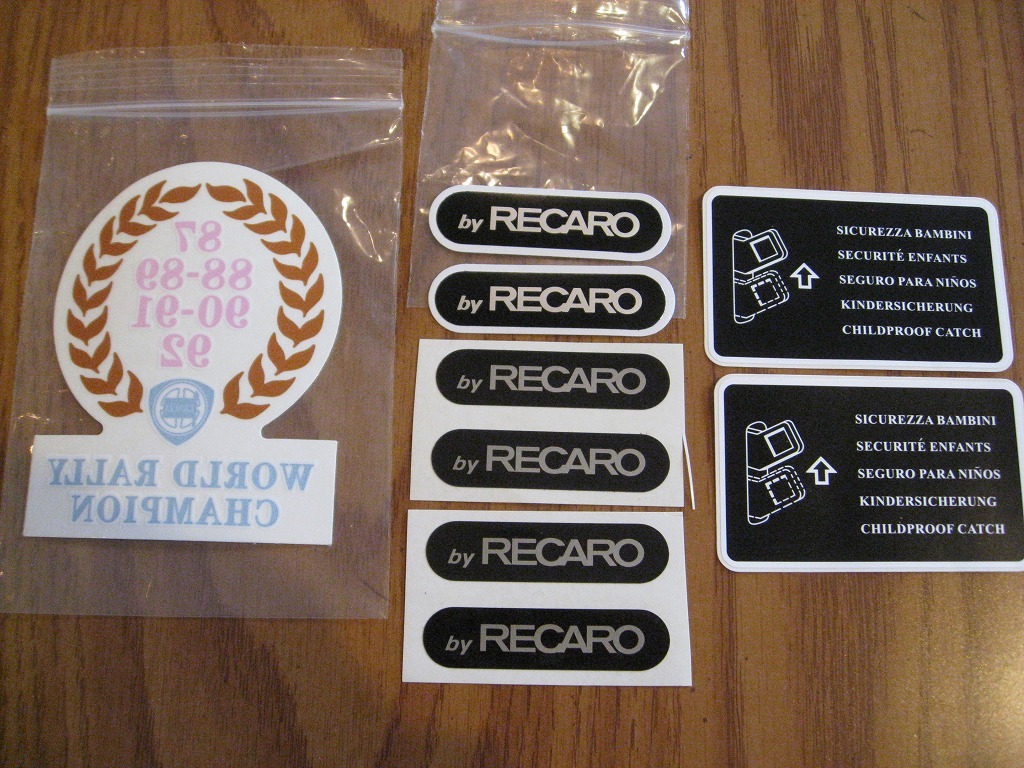 87
88-89
90-91
92
WORLD RALLY
CHAMPION
by RECARO
by RECARO
by RECARO
by RECARO
by RECARO
by RECARO
SICUREZZA BAMBINI
SECURITÉ ENFANTS
SEGURO PARA NIÑOS
KINDERSICHERUNG
CHILDPROOF CATCH
SICUREZZA BAMBINI
SECURITÉ ENFANTS
SEGURO PARA NIÑOS
KINDERSICHERUNG
CHILDPROOF CATCH